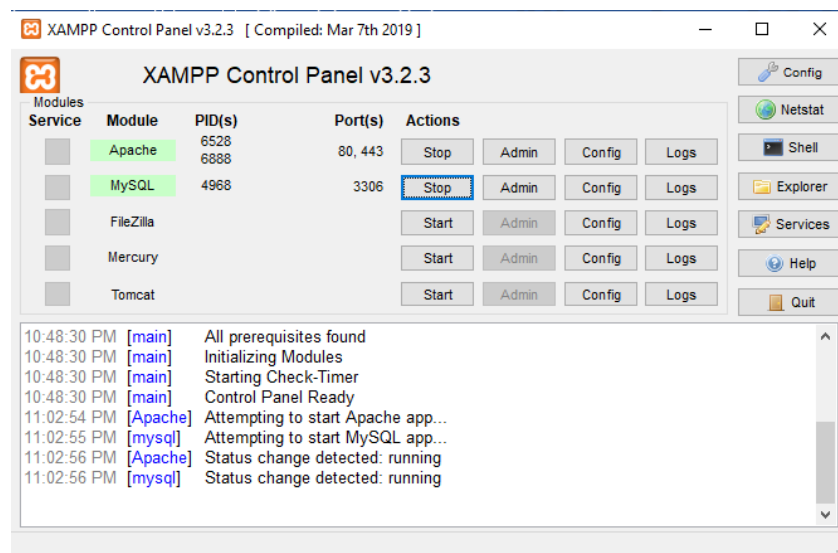 XAMPP Control Panel v3.2.3 [ Compiled: Mar 7th 2019 ]
XAMPP Control Panel v3.2.3
Config
Modules
Netstat
Service Module PID(s) Port(s) Actions
Apache 6528 6888 80, 443 Stop Admin Config Logs
Shell
MySQL 4968 3306 Stop Admin Config Logs
Explorer
FileZilla Start Admin Config Logs
Services
Mercury Start Admin Config Logs
Help
Tomcat Start Admin Config Logs
Quit
10:48:30 PM [main] All prerequisites found
10:48:30 PM [main] Initializing Modules
10:48:30 PM [main] Starting Check-Timer
10:48:30 PM [main] Control Panel Ready
11:02:54 PM [Apache] Attempting to start Apache app...
11:02:55 PM [mysql] Attempting to start MySQL app...
11:02:56 PM [Apache] Status change detected: running
11:02:56 PM [mysql] Status change detected: running